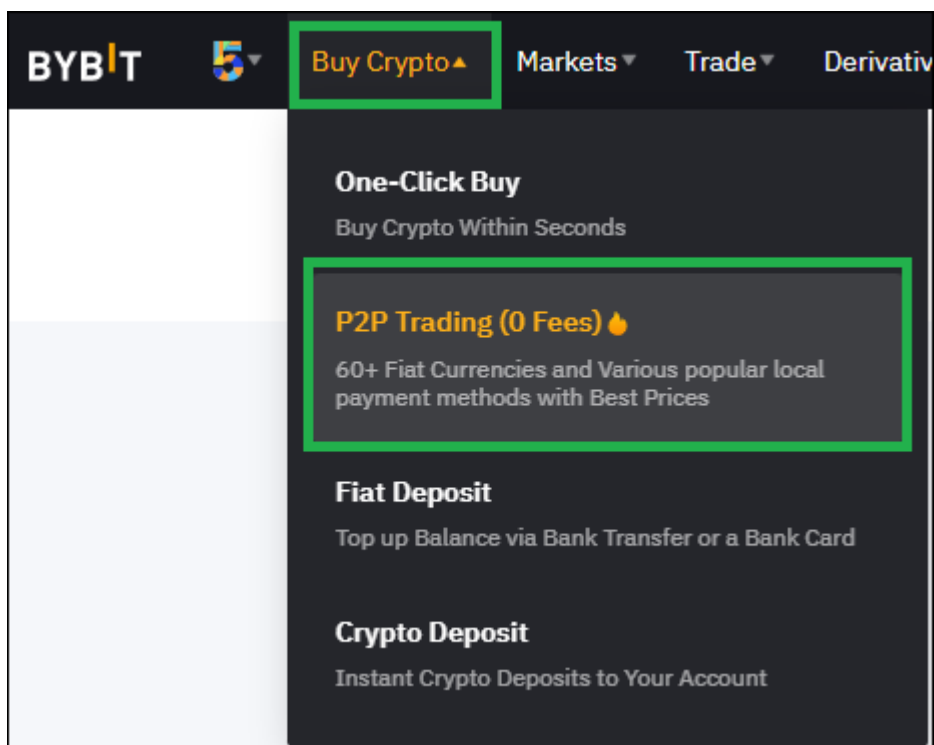 BYBIT 5 Buy Crypto Markets Trade Derivativ
One-Click Buy
Buy Crypto Within Seconds
P2P Trading (0 Fees)
60+ Fiat Currencies and Various popular local
payment methods with Best Prices
Fiat Deposit
Top up Balance via Bank Transfer or a Bank Card
Crypto Deposit
Instant Crypto Deposits to Your Account